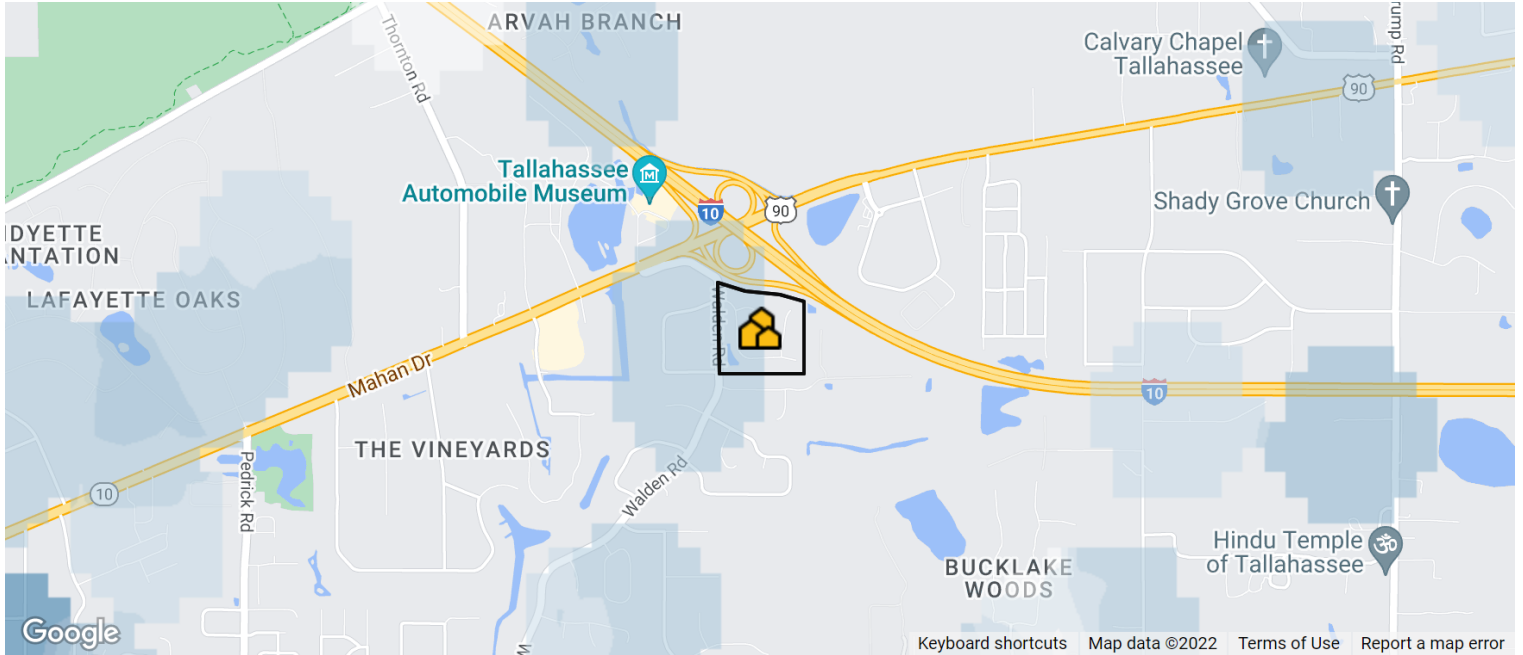 ARVAH BRANCH
Thornton Rd
Calvary Chapel
Tallahassee
rump Rd
90
Tallahassee
Automobile Museum
10
90
Shady Grove Church
DYETTE
ANTATION
LAFAYETTE OAKS
Walden Rd
Mahan Dr
10
THE VINEYARDS
Pedrick Rd
10
Walden Rd
Hindu Temple
of Tallahassee
BUCKLAKE
WOODS
W
Google
Keyboard shortcuts
Map data ©2022
Terms of Use
Report a map error